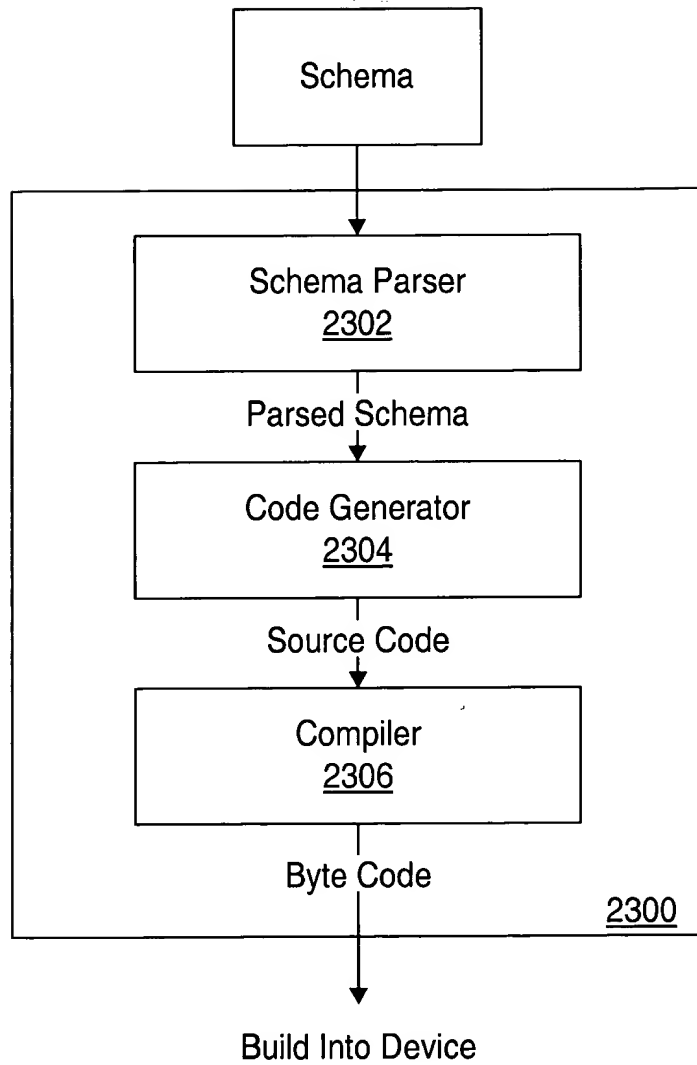 Schema
Schema Parser
2302
Parsed Schema
Code Generator
2304
Source Code
Compiler
2306
Byte Code
2300
Build Into Device